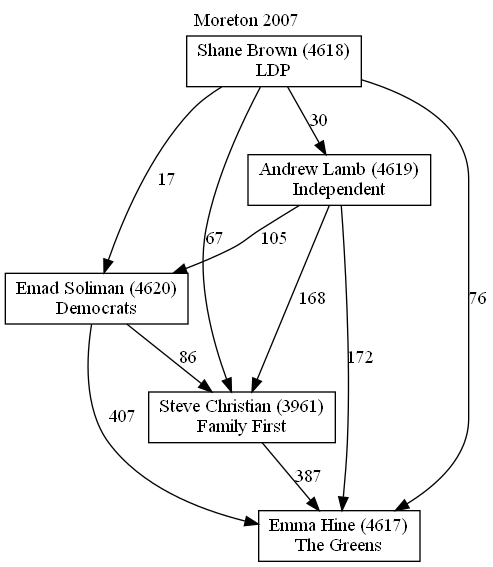 Moreton 2007
Shane Brown (4618)
LDP
30
Andrew Lamb (4619)
Independent
17
67
105
76
Emad Soliman (4620)
Democrats
168
86
172
Steve Christian (3961)
Family First
407
387
Emma Hine (4617)
The Greens